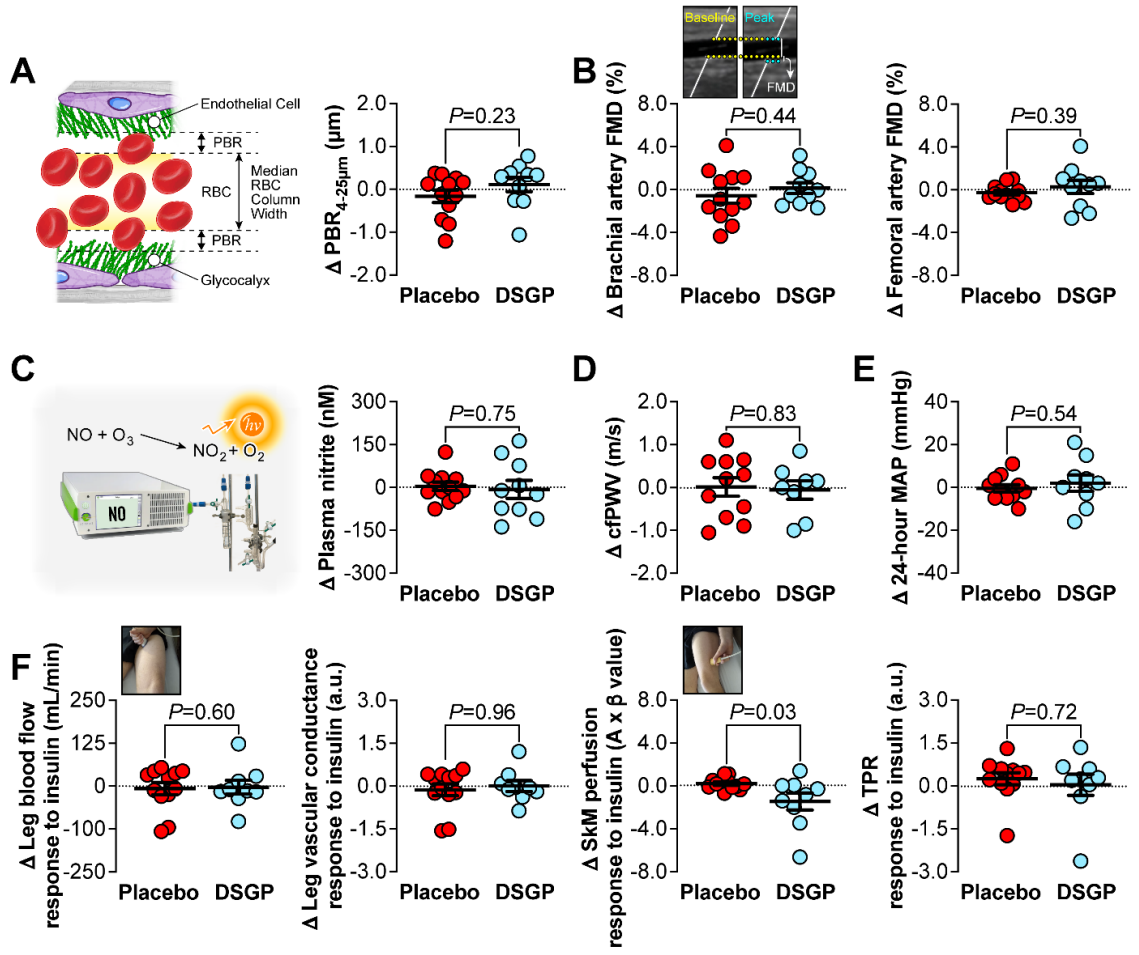 A
Endothelial Cell
PBR
RBC
Median
RBC
Column
Width
PBR
Glycocalyx
Δ PBR4-25μm (μm)
2.0
1.0
0.0
-1.0
-2.0
P=0.23
Placebo DSGP
B
Baseline Peak
FMD
Δ Brachial artery FMD (%)
8.0
4.0
0.0
-4.0
-8.0
P=0.44
Placebo DSGP
Δ Femoral artery FMD (%)
8.0
4.0
0.0
-4.0
-8.0
P=0.39
Placebo DSGP
C
NO + O3
hv
NO2 + O2
NO
Δ Plasma nitrite (nM)
300
150
0
-150
-300
P=0.75
Placebo DSGP
D
Δ cfPWV (m/s)
2.0
1.0
0.0
-1.0
-2.0
P=0.83
Placebo DSGP
E
Δ 24-hour MAP (mmHg)
40
20
0
-20
-40
P=0.54
Placebo DSGP
F
Δ Leg blood flow
response to insulin (mL/min)
250
125
0
-100
250
P=0.60
Placebo DSGP
Δ Leg vascular conductance
response to insulin (a.u.)
3.0
1.5
0.0
-1.5
3.0
P=0.96
Placebo DSGP
Δ SkM perfusion
response to insulin (A x β value)
8.0
4.0
0.0
-4.0
-8.0
P=0.03
Placebo DSGP
Δ TPR
response to insulin (a.u.)
3.0
1.5
0.0
-1.5
3.0
P=0.72
Placebo DSGP